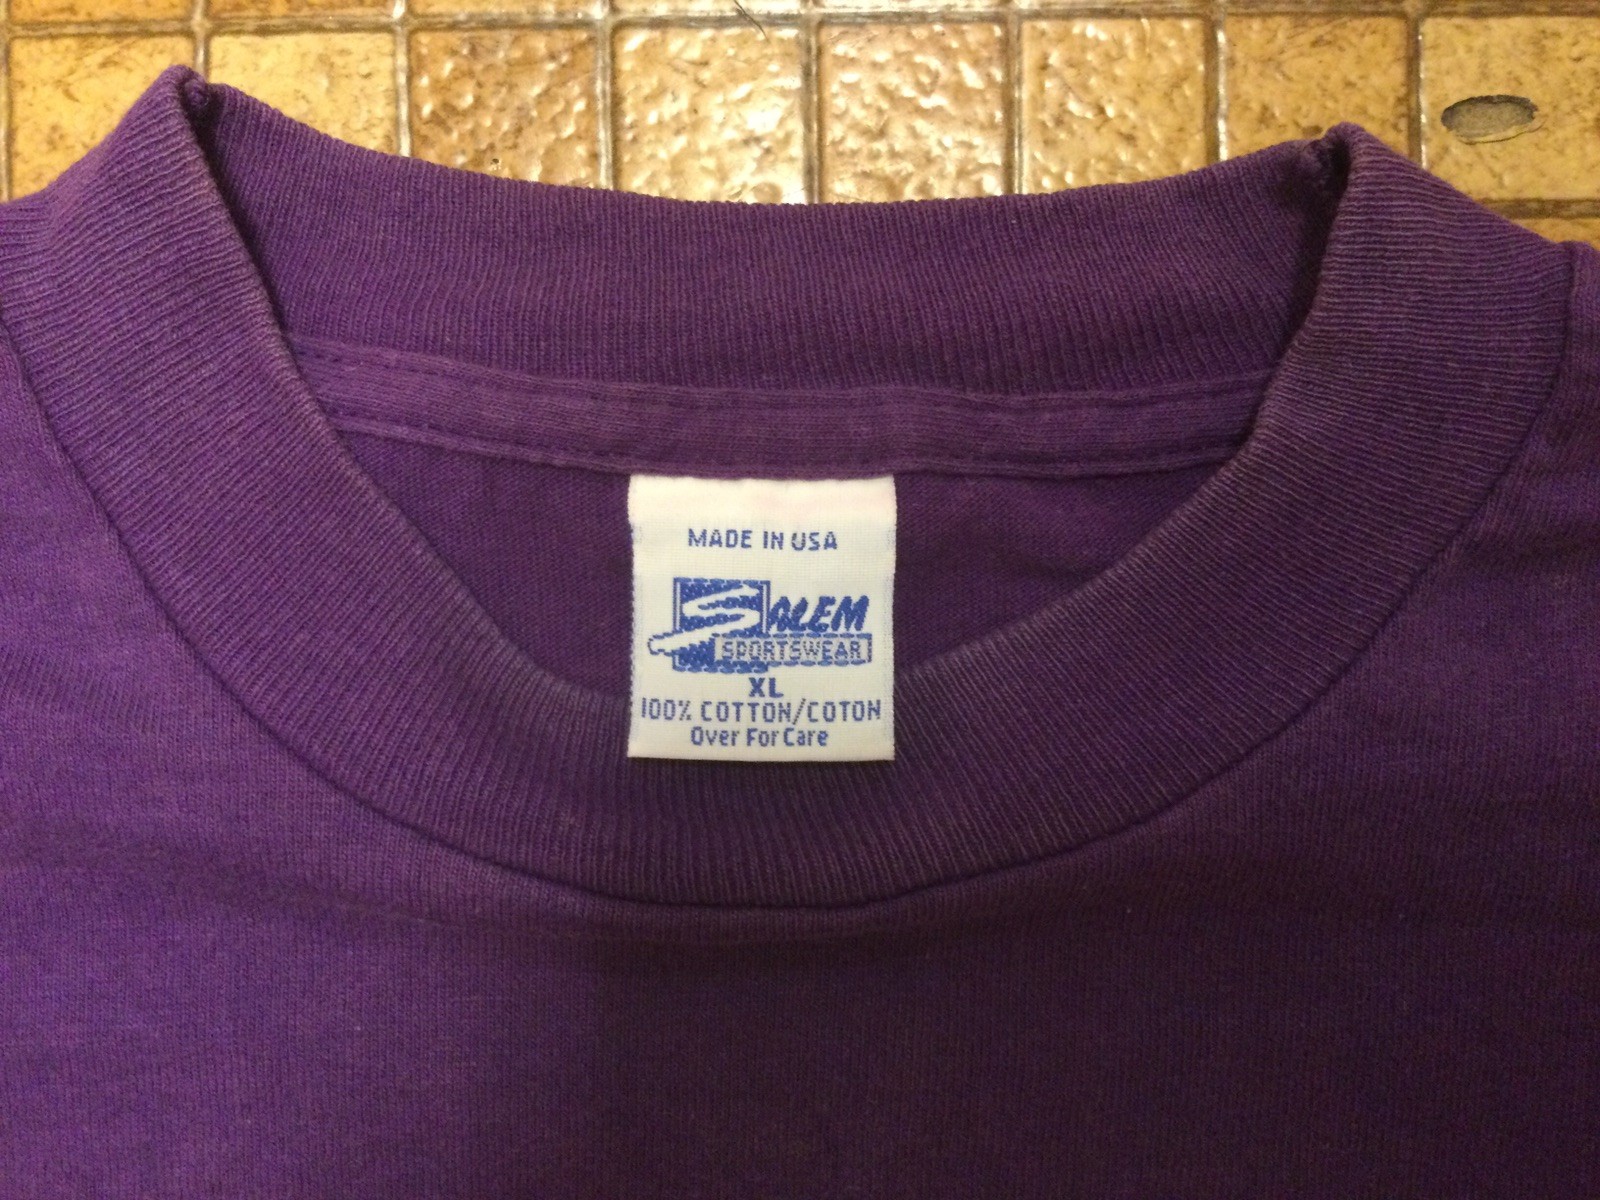 MADE IN USA
SALEM
SPORTSWEAR
XL
100% COTTON/COTON
Over For Care